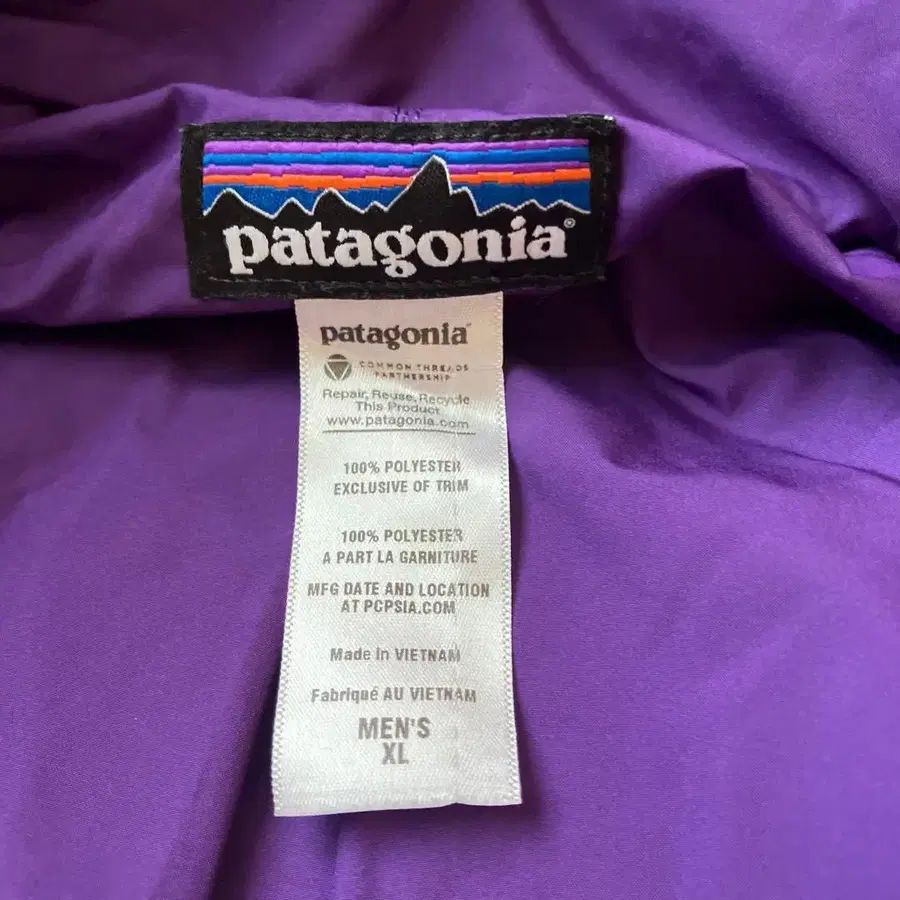 patagonia®
patagonia
COMMON THREADS
PARTNERSHIP
Repair, Reuse, Recycle
This Product
www.patagonia.com
100% POLYESTER
EXCLUSIVE OF TRIM
100% POLYESTER
A PART LA GARNITURE
MFG DATE AND LOCATION
AT PCPSIA.COM
Made in VIETNAM
Fabriqué AU VIETNAM
MEN'S
XL